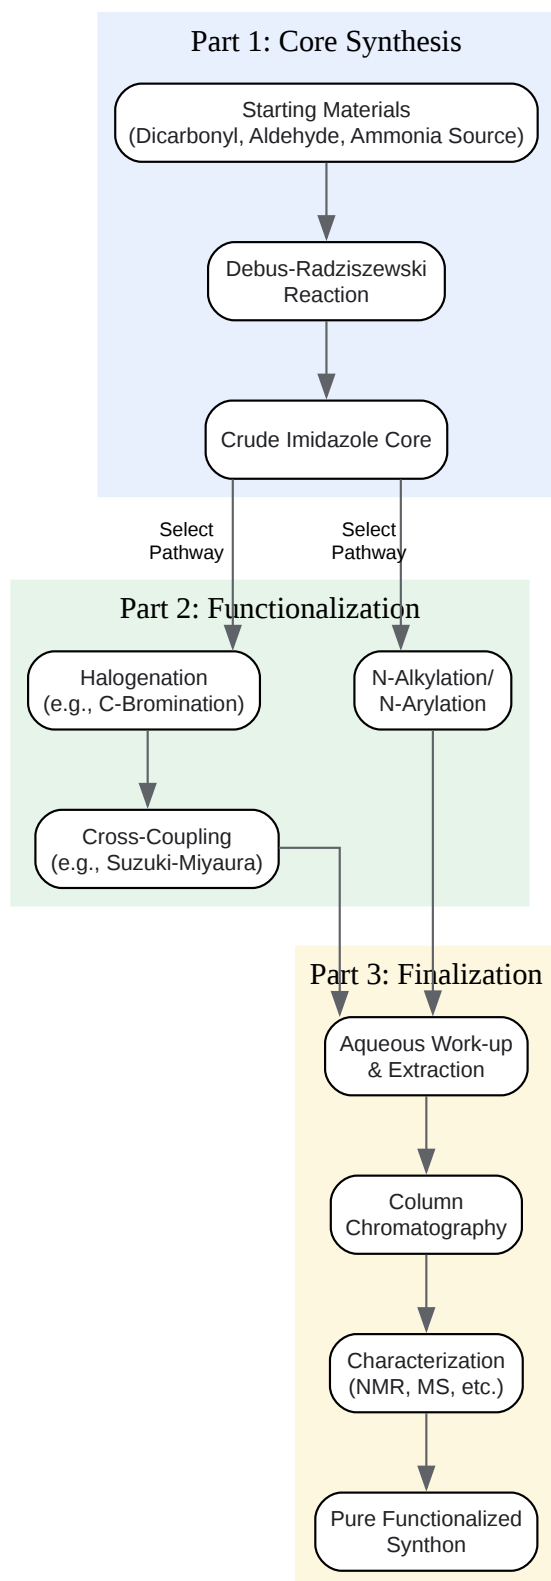 Part 1: Core Synthesis
Starting Materials
(Dicarbonyl, Aldehyde, Ammonia Source)
Debus-Radziszewski
Reaction
Crude Imidazole Core
Select
Pathway
Select
Pathway
Part 2: Functionalization
Halogenation
(e.g., C-Bromination)
N-Alkylation/
N-Arylation
Cross-Coupling
(e.g., Suzuki-Miyaura)
Part 3: Finalization
Aqueous Work-up
& Extraction
Column
Chromatography
Characterization
(NMR, MS, etc.)
Pure Functionalized
Synthon